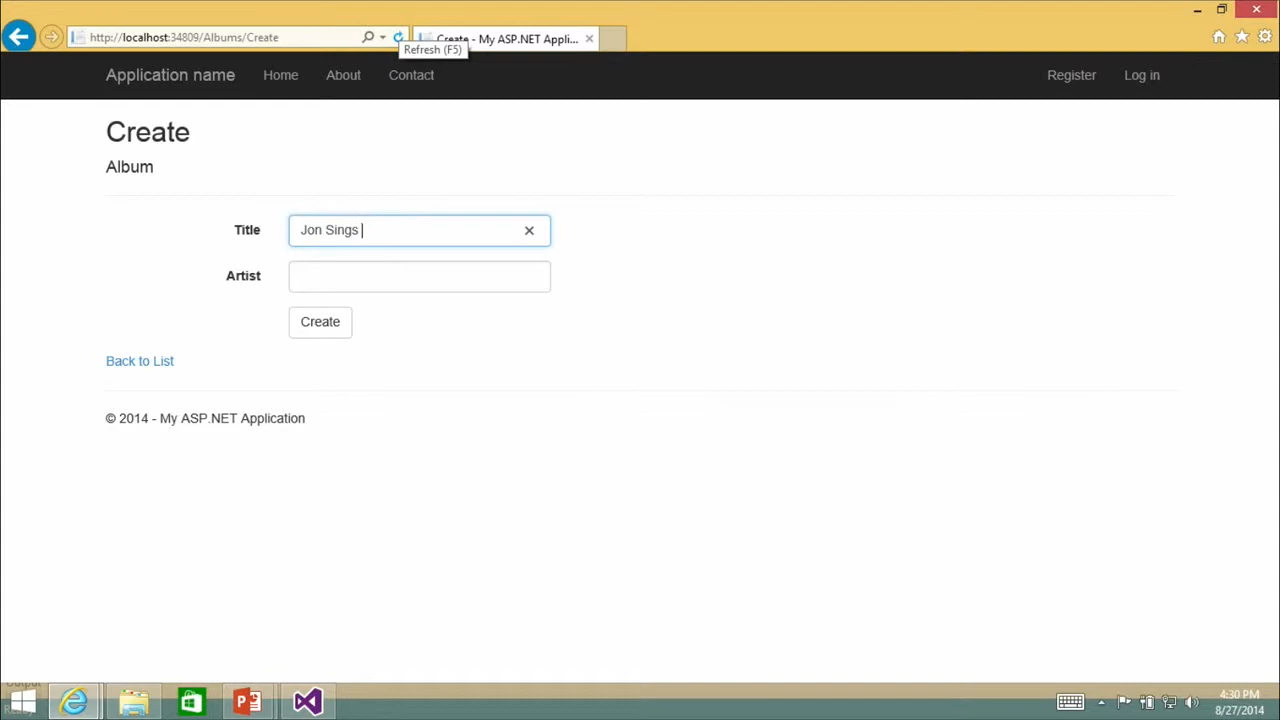 http://localhost:34809/Albums/Create
Create - My ASP.NET Appli...
Refresh (F5)
Application name
Home
About
Contact
Register
Log in
Create
Album
Title
Jon Sings
Artist
Create
Back to List
© 2014 - My ASP.NET Application
Output
4:30 PM
8/27/2014